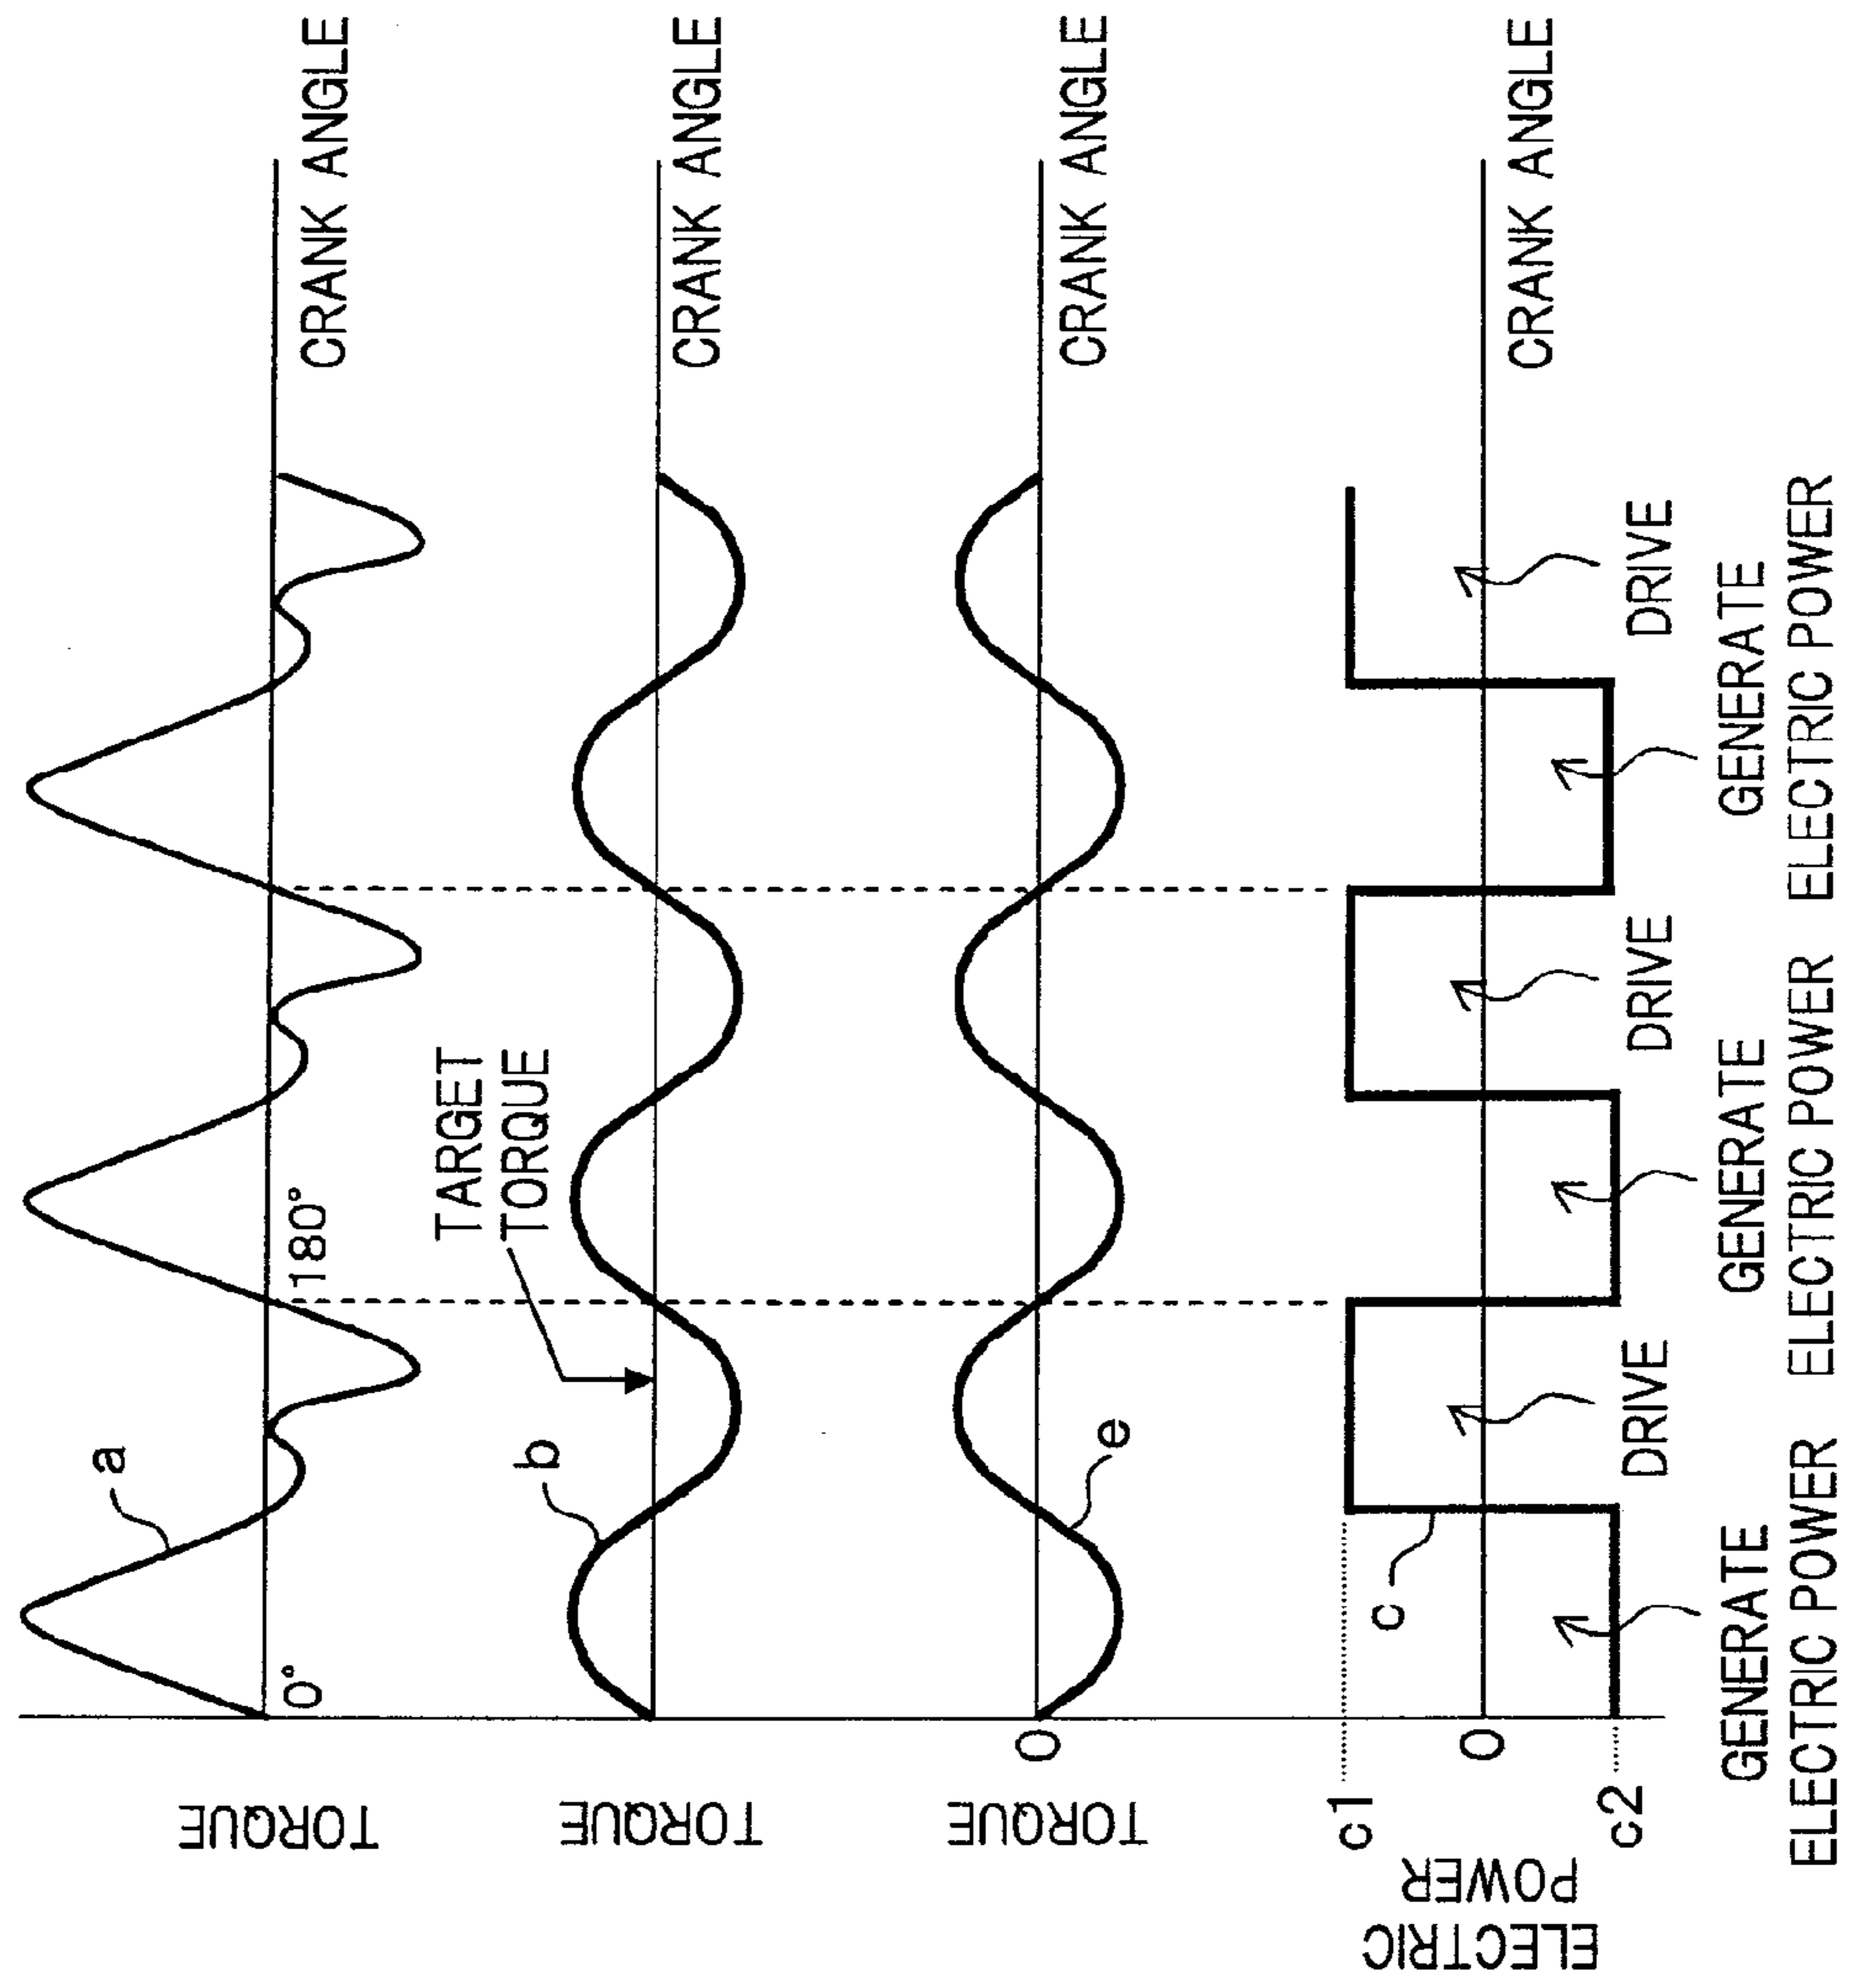 TORQUE
a
0°
180°
CRANK ANGLE
TORQUE
b
TARGET
TORQUE
CRANK ANGLE
TORQUE
0
e
CRANK ANGLE
ELECTRIC
POWER
c1
0
c2
c
CRANK ANGLE
GENERATE
ELECTRIC POWER
DRIVE
GENERATE
ELECTRIC POWER
DRIVE
GENERATE
ELECTRIC POWER
DRIVE